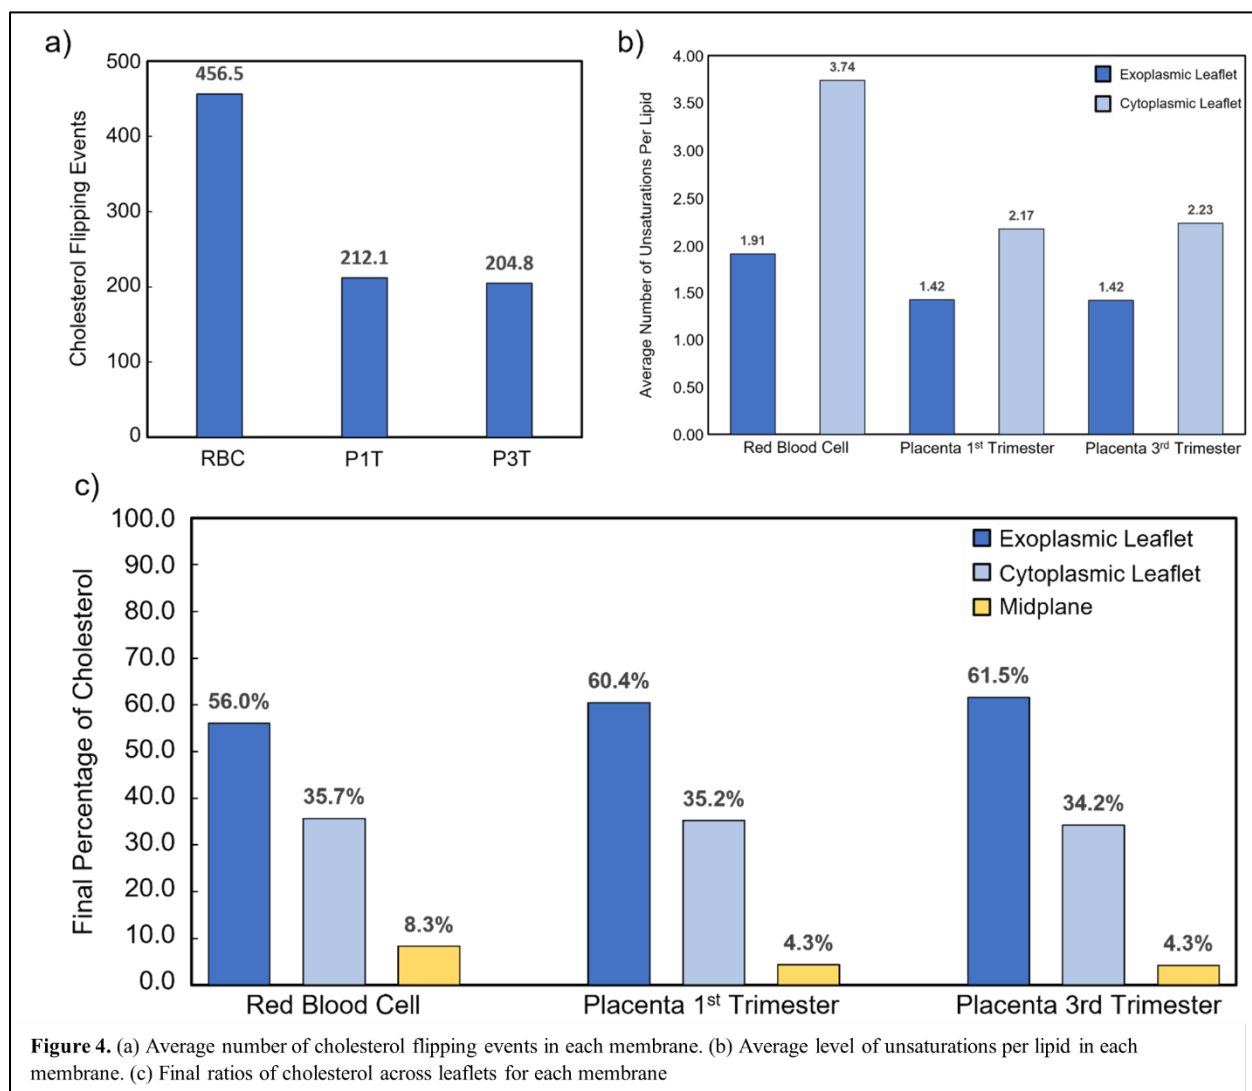 a)
Cholesterol Flipping Events
500
400
300
200
100
0
456.5
212.1
204.8
RBC
P1T
P3T
b)
Average Number of Unsaturations Per Lipid
4.00
3.50
3.00
2.50
2.00
1.50
1.00
0.50
0.00
Exoplasmic Leaflet
Cytoplasmic Leaflet
1.91
3.74
1.42
2.17
1.42
2.23
Red Blood Cell
Placenta 1st Trimester
Placenta 3rd Trimester
c)
Final Percentage of Cholesterol
100.0
90.0
80.0
70.0
60.0
50.0
40.0
30.0
20.0
10.0
0.0
Exoplasmic Leaflet
Cytoplasmic Leaflet
Midplane
56.0%
35.7%
8.3%
60.4%
35.2%
4.3%
61.5%
34.2%
4.3%
Red Blood Cell
Placenta 1st Trimester
Placenta 3rd Trimester
Figure 4. (a) Average number of cholesterol flipping events in each membrane. (b) Average level of unsaturations per lipid in each
membrane. (c) Final ratios of cholesterol across leaflets for each membrane